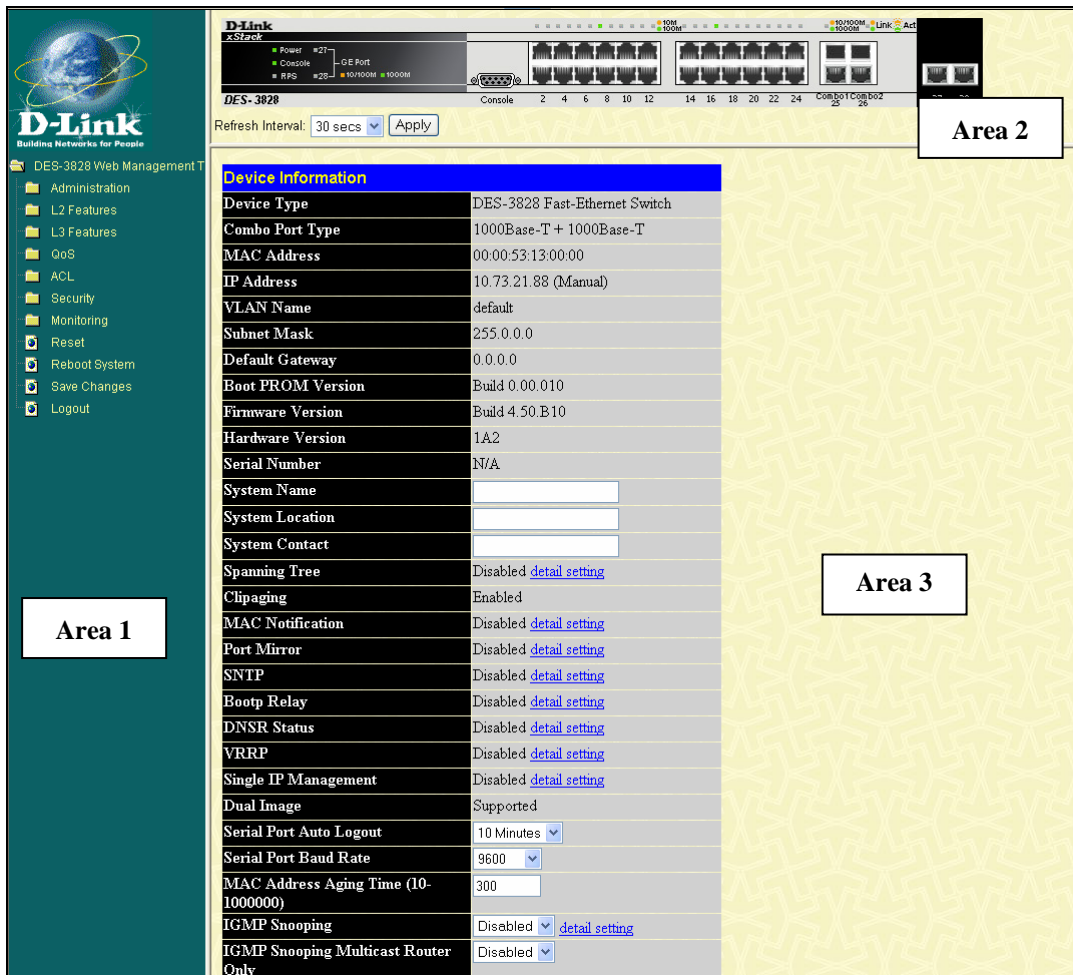 D-Link
Building Networks for People
DES-3828 Web Management T
Administration
L2 Features
L3 Features
QoS
ACL
Security
Monitoring
Reset
Reboot System
Save Changes
Logout
Area 1
D-Link
xStack
Power 27
Console GE Port
RPS 28 10/100M 1000M
DES-3828
10M
100M
10/100M
1000M
Link
Act
Console 2 4 6 8 10 12 14 16 18 20 22 24 Combo1 Combo2
25 26
Refresh Interval: 30 secs Apply
Area 2
Device Information
Device Type DES-3828 Fast-Ethernet Switch
Combo Port Type 1000Base-T + 1000Base-T
MAC Address 00:00:53:13:00:00
IP Address 10.73.21.88 (Manual)
VLAN Name default
Subnet Mask 255.0.0.0
Default Gateway 0.0.0.0
Boot PROM Version Build 0.00.010
Firmware Version Build 4.50.B10
Hardware Version 1A2
Serial Number N/A
System Name
System Location
System Contact
Spanning Tree Disabled detail setting
Clipaging Enabled
MAC Notification Disabled detail setting
Port Mirror Disabled detail setting
SNTP Disabled detail setting
Bootp Relay Disabled detail setting
DNSR Status Disabled detail setting
VRRP Disabled detail setting
Single IP Management Disabled detail setting
Dual Image Supported
Serial Port Auto Logout 10 Minutes
Serial Port Baud Rate 9600
MAC Address Aging Time (10-
1000000) 300
IGMP Snooping Disabled detail setting
IGMP Snooping Multicast Router
Only Disabled
Area 3